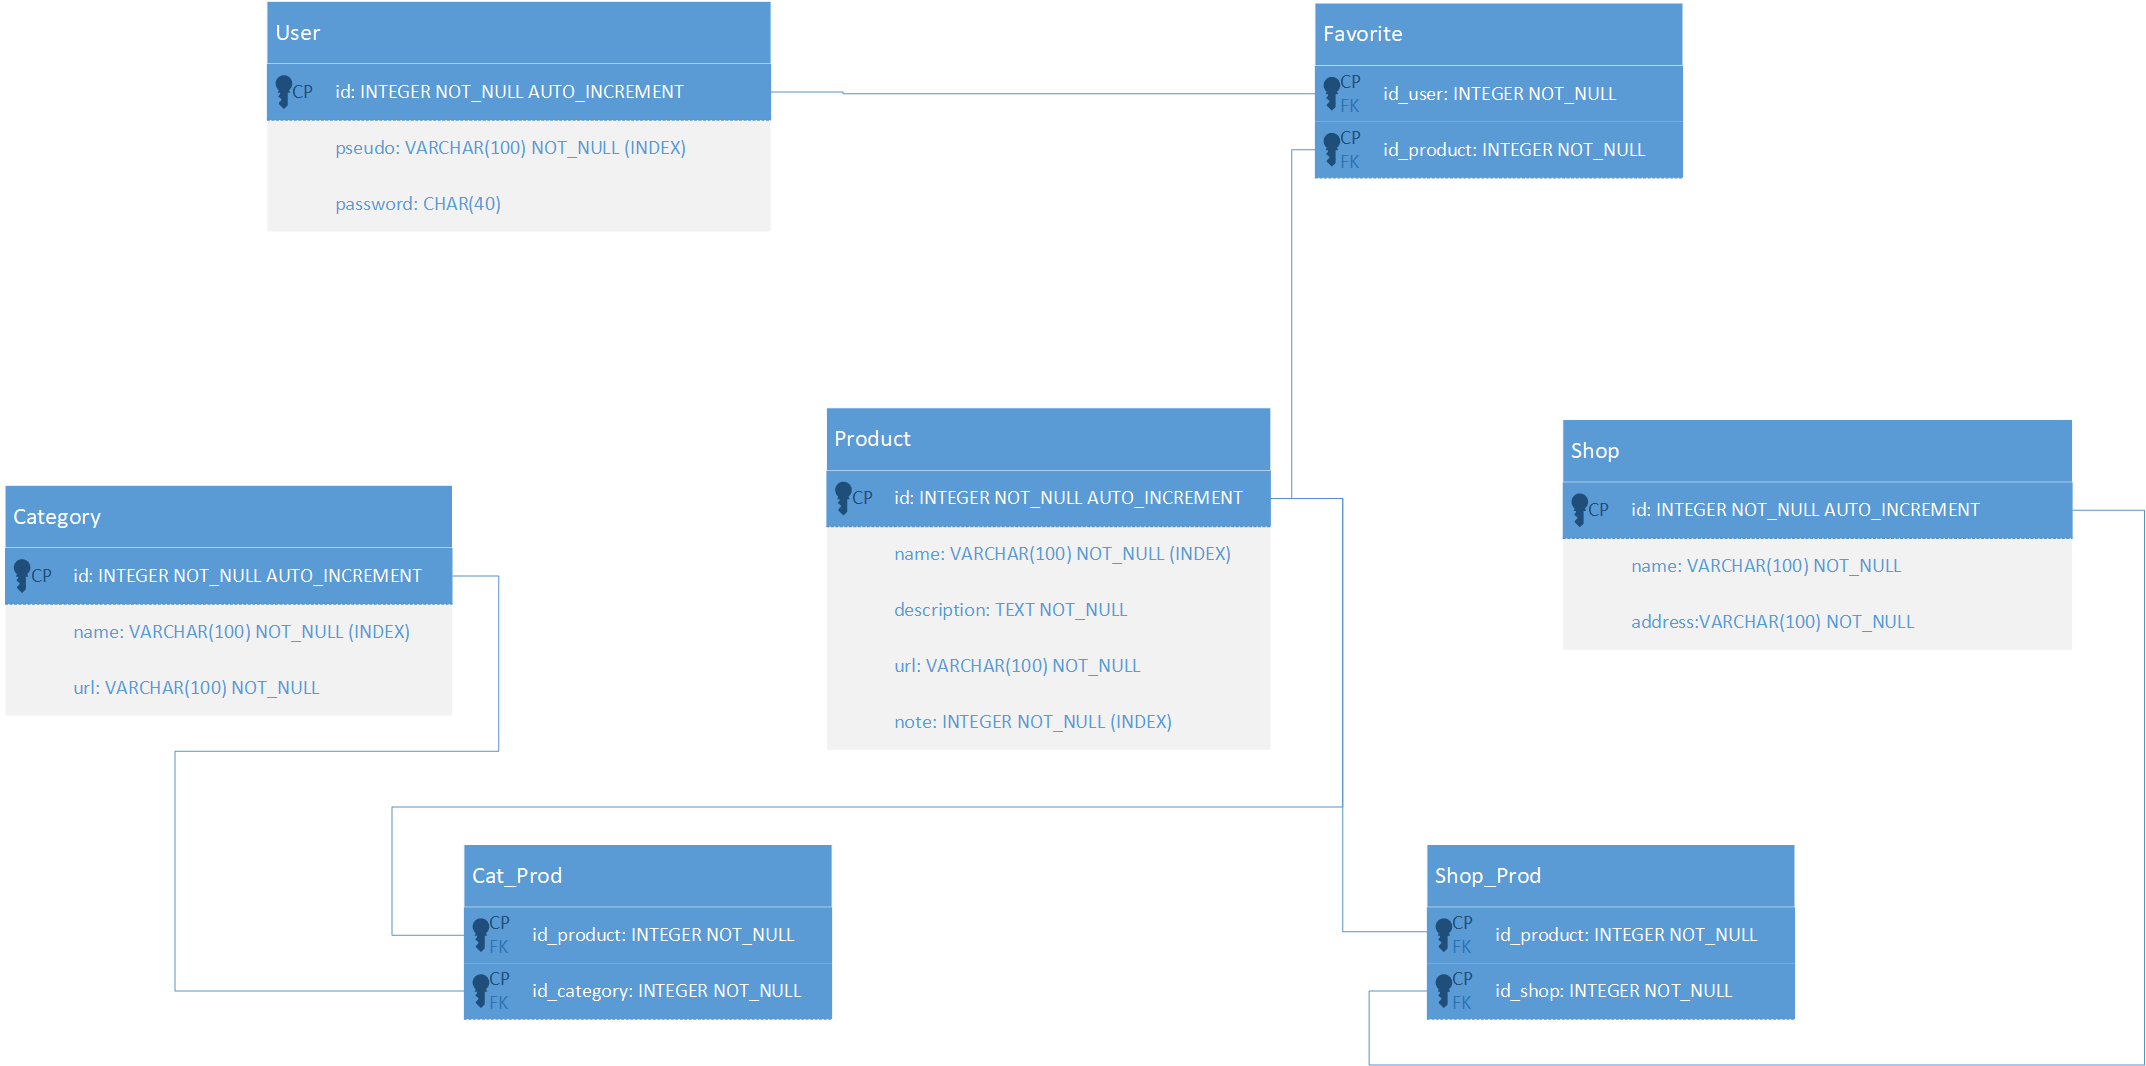 User
CP id: INTEGER NOT_NULL AUTO_INCREMENT
pseudo: VARCHAR(100) NOT_NULL (INDEX)
password: CHAR(40)
Favorite
CP
FK id_user: INTEGER NOT_NULL
CP
FK id_product: INTEGER NOT_NULL
Category
CP id: INTEGER NOT_NULL AUTO_INCREMENT
name: VARCHAR(100) NOT_NULL (INDEX)
url: VARCHAR(100) NOT_NULL
Product
CP id: INTEGER NOT_NULL AUTO_INCREMENT
name: VARCHAR(100) NOT_NULL (INDEX)
description: TEXT NOT_NULL
url: VARCHAR(100) NOT_NULL
note: INTEGER NOT_NULL (INDEX)
Shop
CP id: INTEGER NOT_NULL AUTO_INCREMENT
name: VARCHAR(100) NOT_NULL
address:VARCHAR(100) NOT_NULL
Cat_Prod
CP
FK id_product: INTEGER NOT_NULL
CP
FK id_category: INTEGER NOT_NULL
Shop_Prod
CP
FK id_product: INTEGER NOT_NULL
CP
FK id_shop: INTEGER NOT_NULL